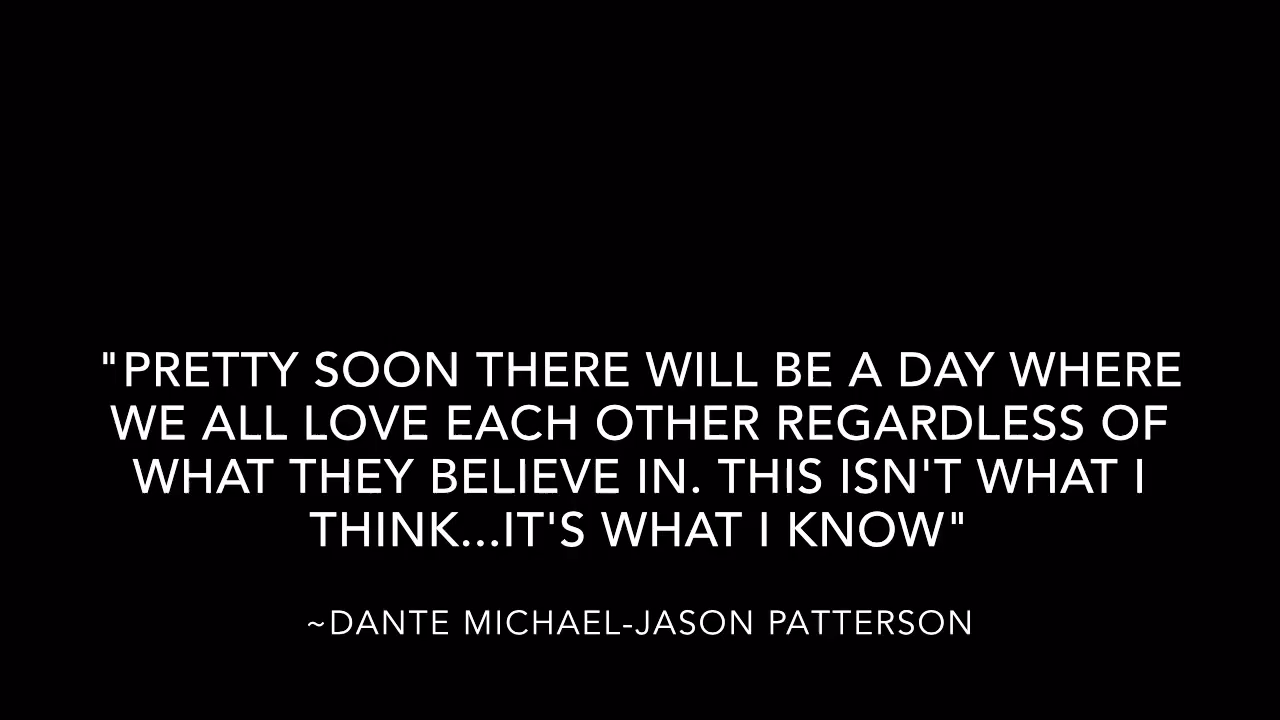 "PRETTY SOON THERE WILL BE A DAY WHERE
WE ALL LOVE EACH OTHER REGARDLESS OF
WHAT THEY BELIEVE IN. THIS ISN'T WHAT I
THINK...IT'S WHAT I KNOW"
~DANTE MICHAEL-JASON PATTERSON